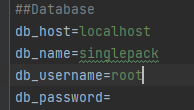 ##Database
db_host=localhost
db_name=singlepack
db_username=root
db_password=